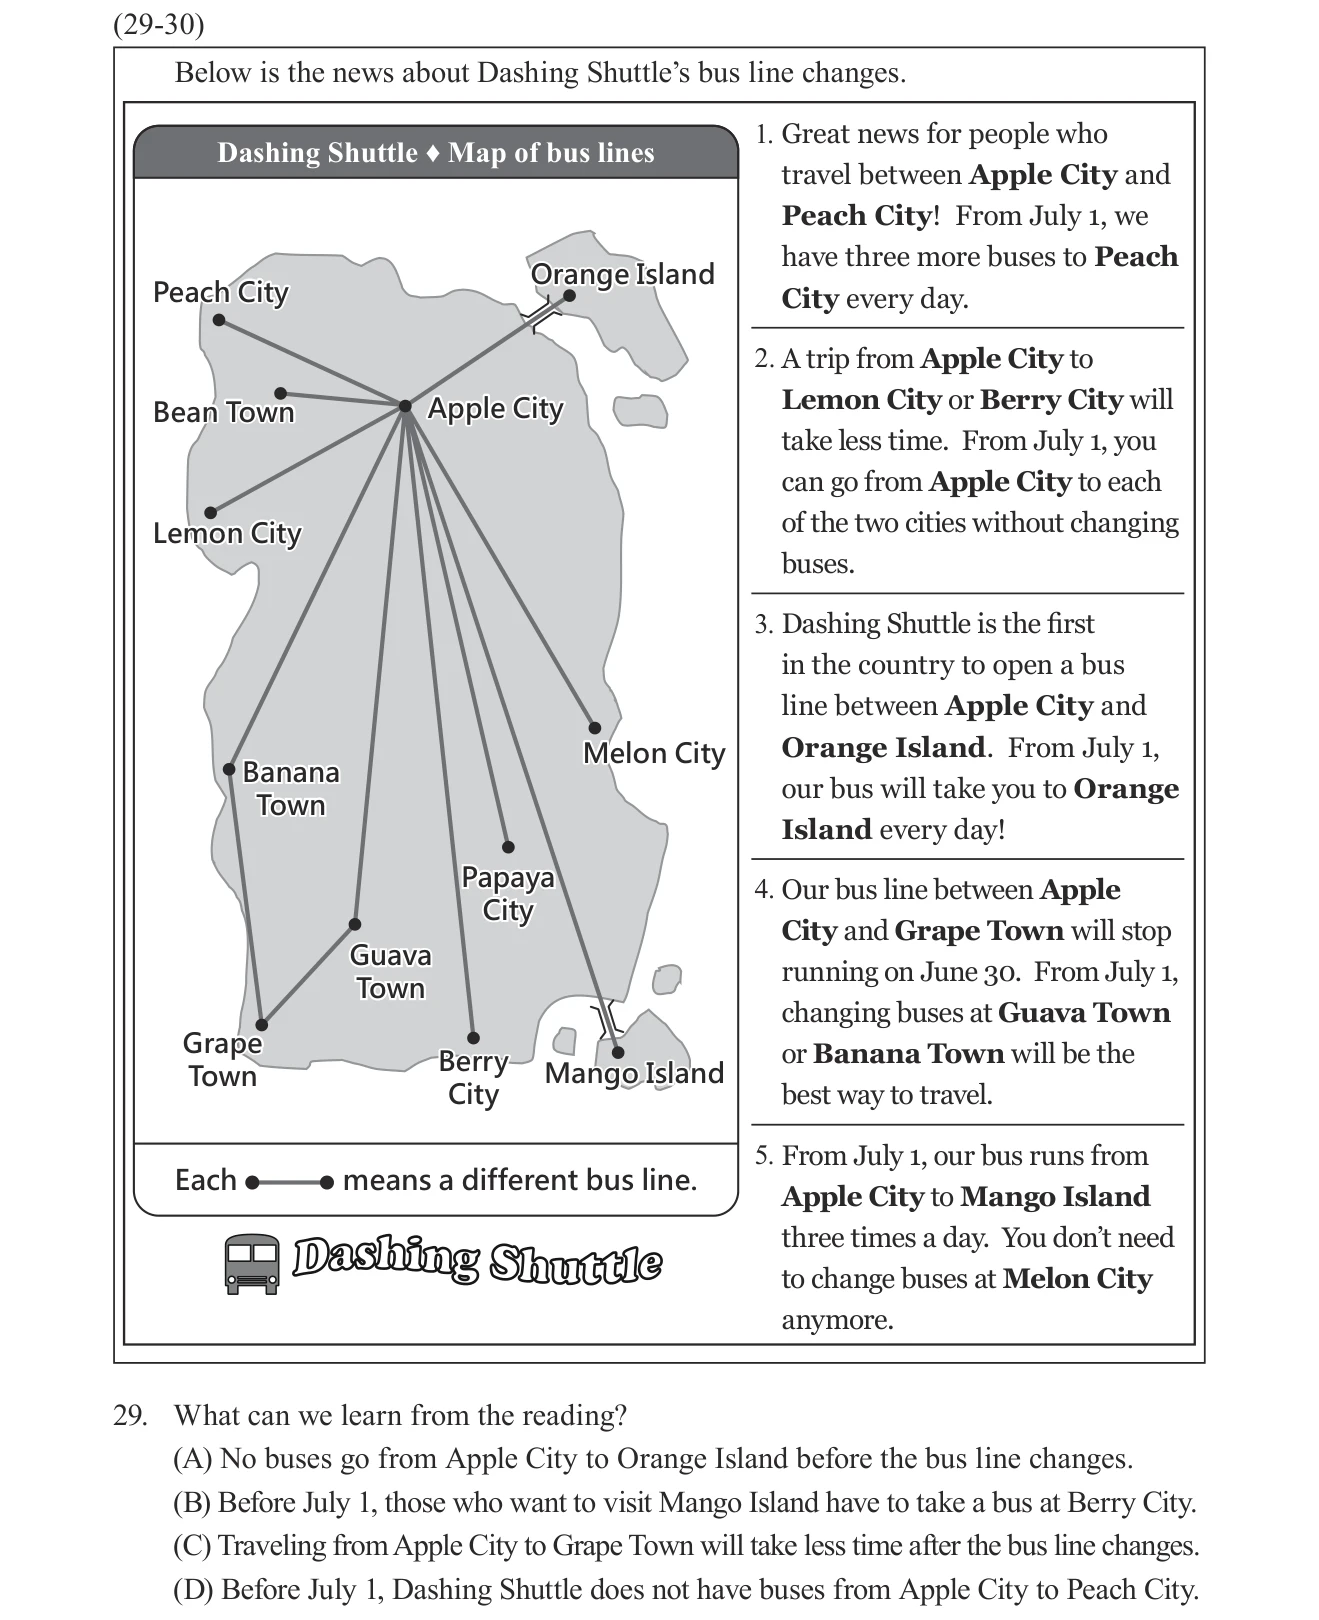 (29-30)
Below is the news about Dashing Shuttle's bus line changes.
Dashing Shuttle ♦ Map of bus lines
Orange Island
Peach City
Bean Town
Apple City
Lemon City
Melon City
Banana
Town
Papaya
City
Guava
Town
Grape
Town
Berry
City
Mango Island
Each ●——● means a different bus line.
Dashing Shuttle
1. Great news for people who
travel between Apple City and
Peach City! From July 1, we
have three more buses to Peach
City every day.
2. A trip from Apple City to
Lemon City or Berry City will
take less time. From July 1, you
can go from Apple City to each
of the two cities without changing
buses.
3. Dashing Shuttle is the first
in the country to open a bus
line between Apple City and
Orange Island. From July 1,
our bus will take you to Orange
Island every day!
4. Our bus line between Apple
City and Grape Town will stop
running on June 30. From July 1,
changing buses at Guava Town
or Banana Town will be the
best way to travel.
5. From July 1, our bus runs from
Apple City to Mango Island
three times a day. You don't need
to change buses at Melon City
anymore.
29. What can we learn from the reading?
(A) No buses go from Apple City to Orange Island before the bus line changes.
(B) Before July 1, those who want to visit Mango Island have to take a bus at Berry City.
(C) Traveling from Apple City to Grape Town will take less time after the bus line changes.
(D) Before July 1, Dashing Shuttle does not have buses from Apple City to Peach City.